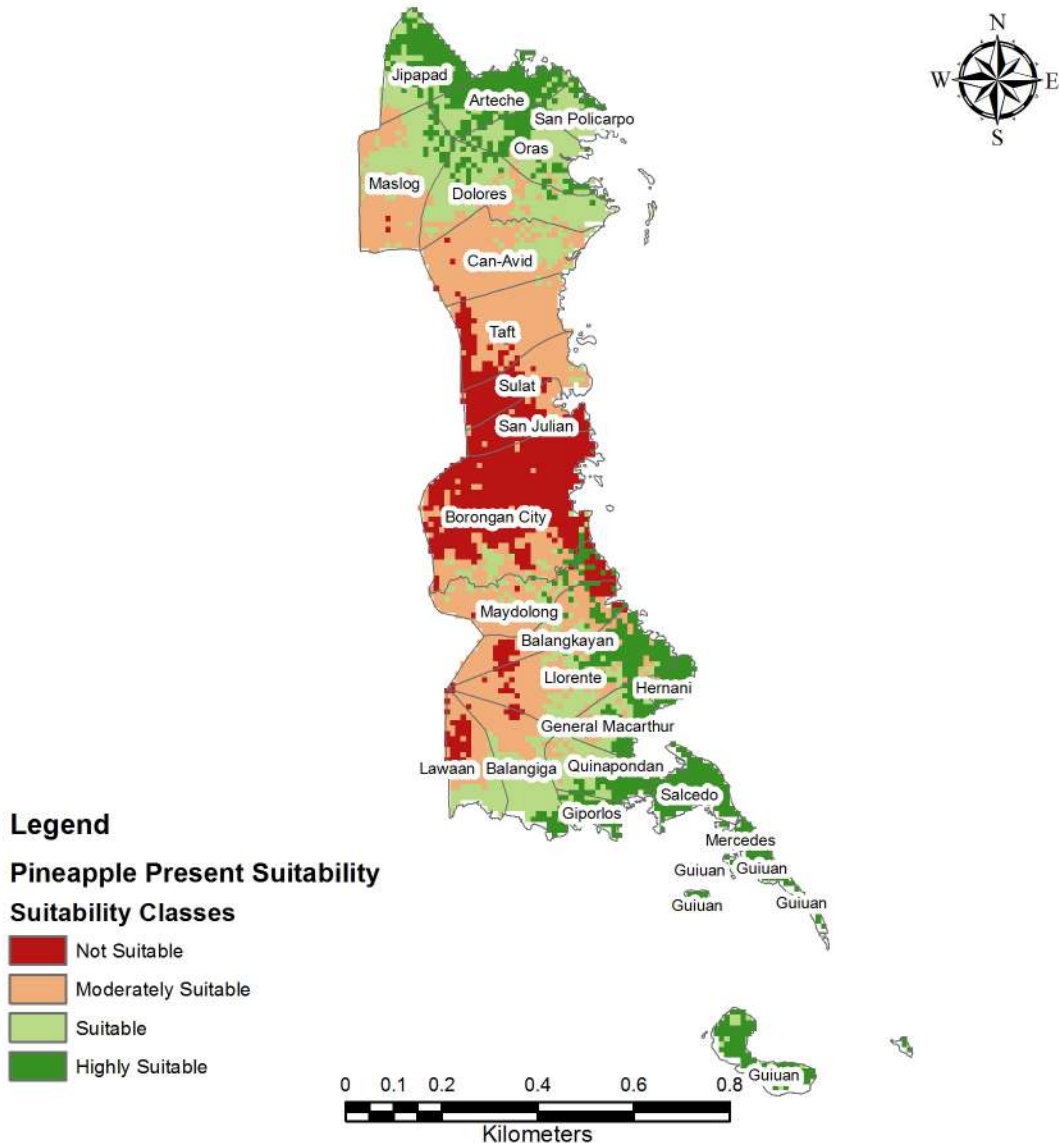 N
W E
S
Jipapad
Arteche
San Policarpo
Oras
Maslog
Dolores
Can-Avid
Taft
Sulat
San Julian
Borongan City
Maydolong
Balangkayan
Llorente
Hernani
General Macarthur
Lawaan
Balangiga
Quinapondan
Salcedo
Giporlos
Mercedes
Guiuan
Guiuan
Guiuan
Guiuan
Guiuan
Legend
Pineapple Present Suitability
Suitability Classes
Not Suitable
Moderately Suitable
Suitable
Highly Suitable
0 0.1 0.2 0.4 0.6 0.8
Kilometers